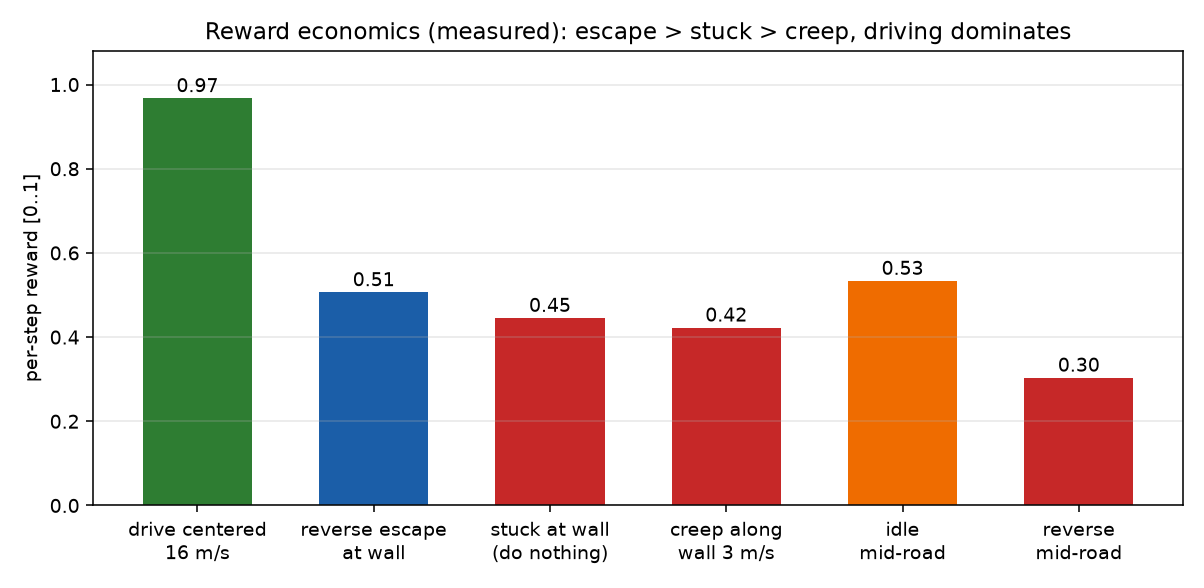 Reward economics (measured): escape > stuck > creep, driving dominates
per-step reward [0..1]
1.0
0.8
0.6
0.4
0.2
0.0
0.97
0.51
0.45
0.42
0.53
0.30
drive centered
16 m/s
reverse escape
at wall
stuck at wall
(do nothing)
creep along
wall 3 m/s
idle
mid-road
reverse
mid-road